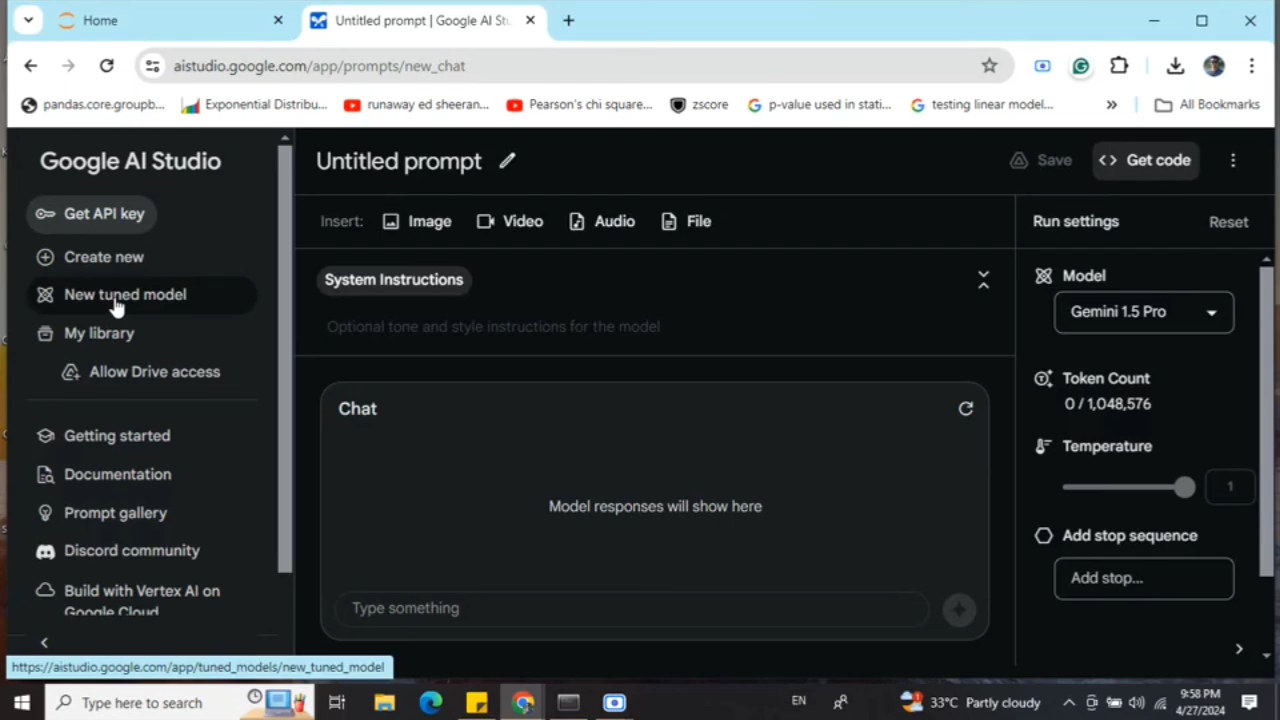 Home
Untitled prompt | Google AI Stu
aistudio.google.com/app/prompts/new_chat
pandas.core.groupb...
Exponential Distribu...
runaway ed sheeran...
Pearson's chi square...
zscore
p-value used in stati...
testing linear model...
All Bookmarks
Google AI Studio
Get API key
Create new
New tuned model
My library
Allow Drive access
Getting started
Documentation
Prompt gallery
Discord community
Build with Vertex AI on
Google Cloud
Untitled prompt
Save
Get code
Insert:
Image
Video
Audio
File
System Instructions
Optional tone and style instructions for the model
Chat
Model responses will show here
Type something
Run settings
Reset
Model
Gemini 1.5 Pro
Token Count
0 / 1,048,576
Temperature
1
Add stop sequence
Add stop...
https://aistudio.google.com/app/tuned_models/new_tuned_model
Type here to search
EN
33°C Partly cloudy
9:58 PM
4/27/2024